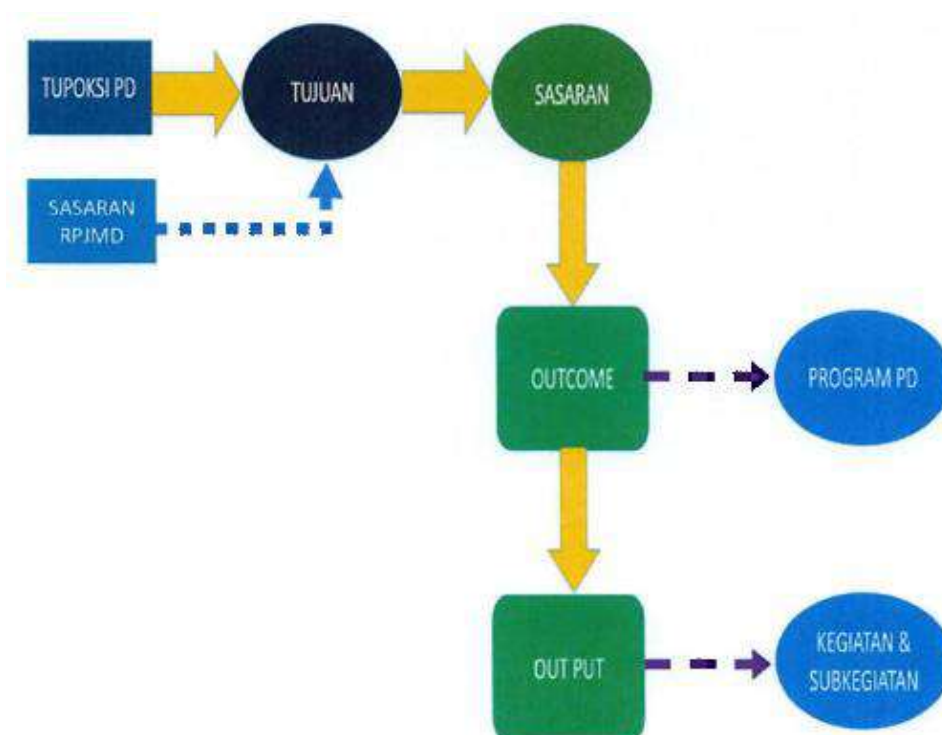 TUPOKSI PD
TUJUAN
SASARAN
SASARAN
RPJMD
OUTCOME
PROGRAM PD
OUT PUT
KEGIATAN &
SUBKEGIATAN